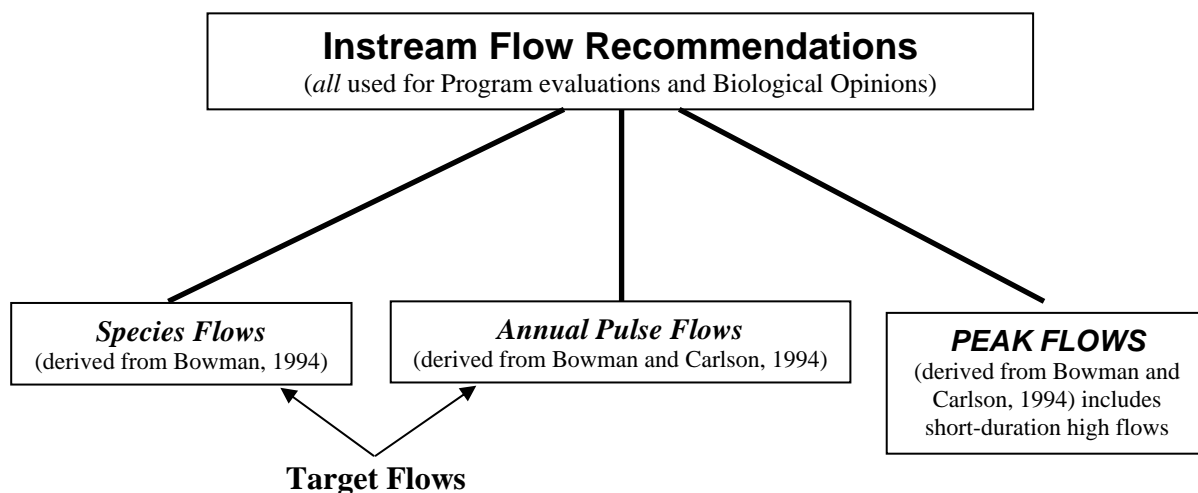 Instream Flow Recommendations
(all used for Program evaluations and Biological Opinions)
Species Flows
(derived from Bowman, 1994)
Annual Pulse Flows
(derived from Bowman and Carlson, 1994)
PEAK FLOWS
(derived from Bowman and
Carlson, 1994) includes
short-duration high flows
Target Flows